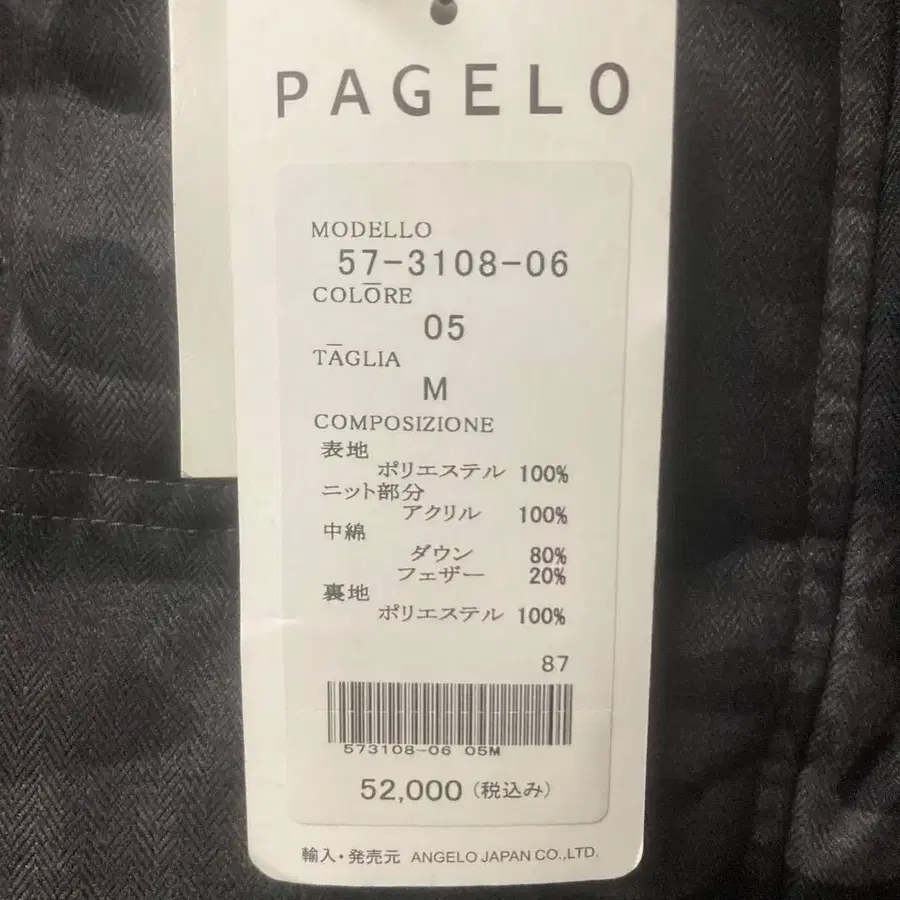 PAGELO
MODELLO
57-3108-06
COLŌRE
05
TĀGLIA
M
COMPOSIZIONE
表地
ポリエステル 100%
ニット部分
アクリル 100%
中綿
ダウン 80%
フェザー 20%
裏地
ポリエステル 100%
87
573108-06 05M
52,000 (税込み)
輸入・発売元 ANGELO JAPAN CO.,LTD.